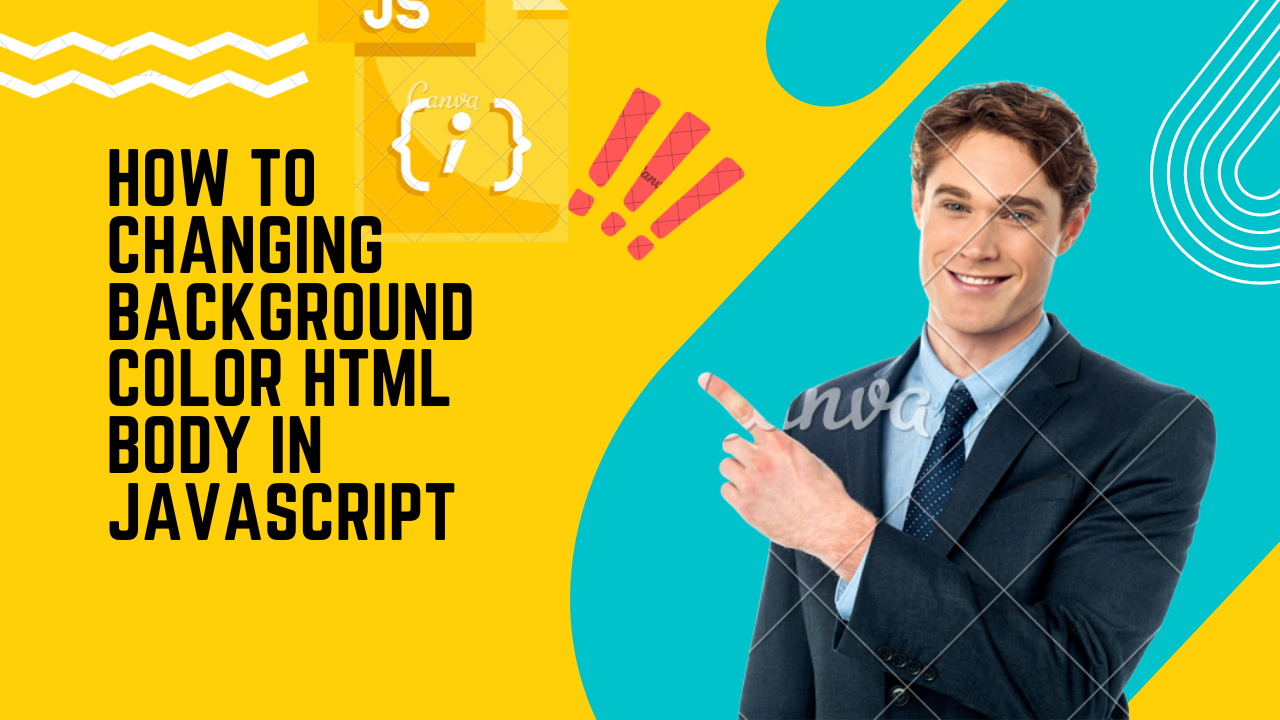 JS
Canva
{i}
HOW TO
CHANGING
BACKGROUND
COLOR HTML
BODY IN
JAVASCRIPT